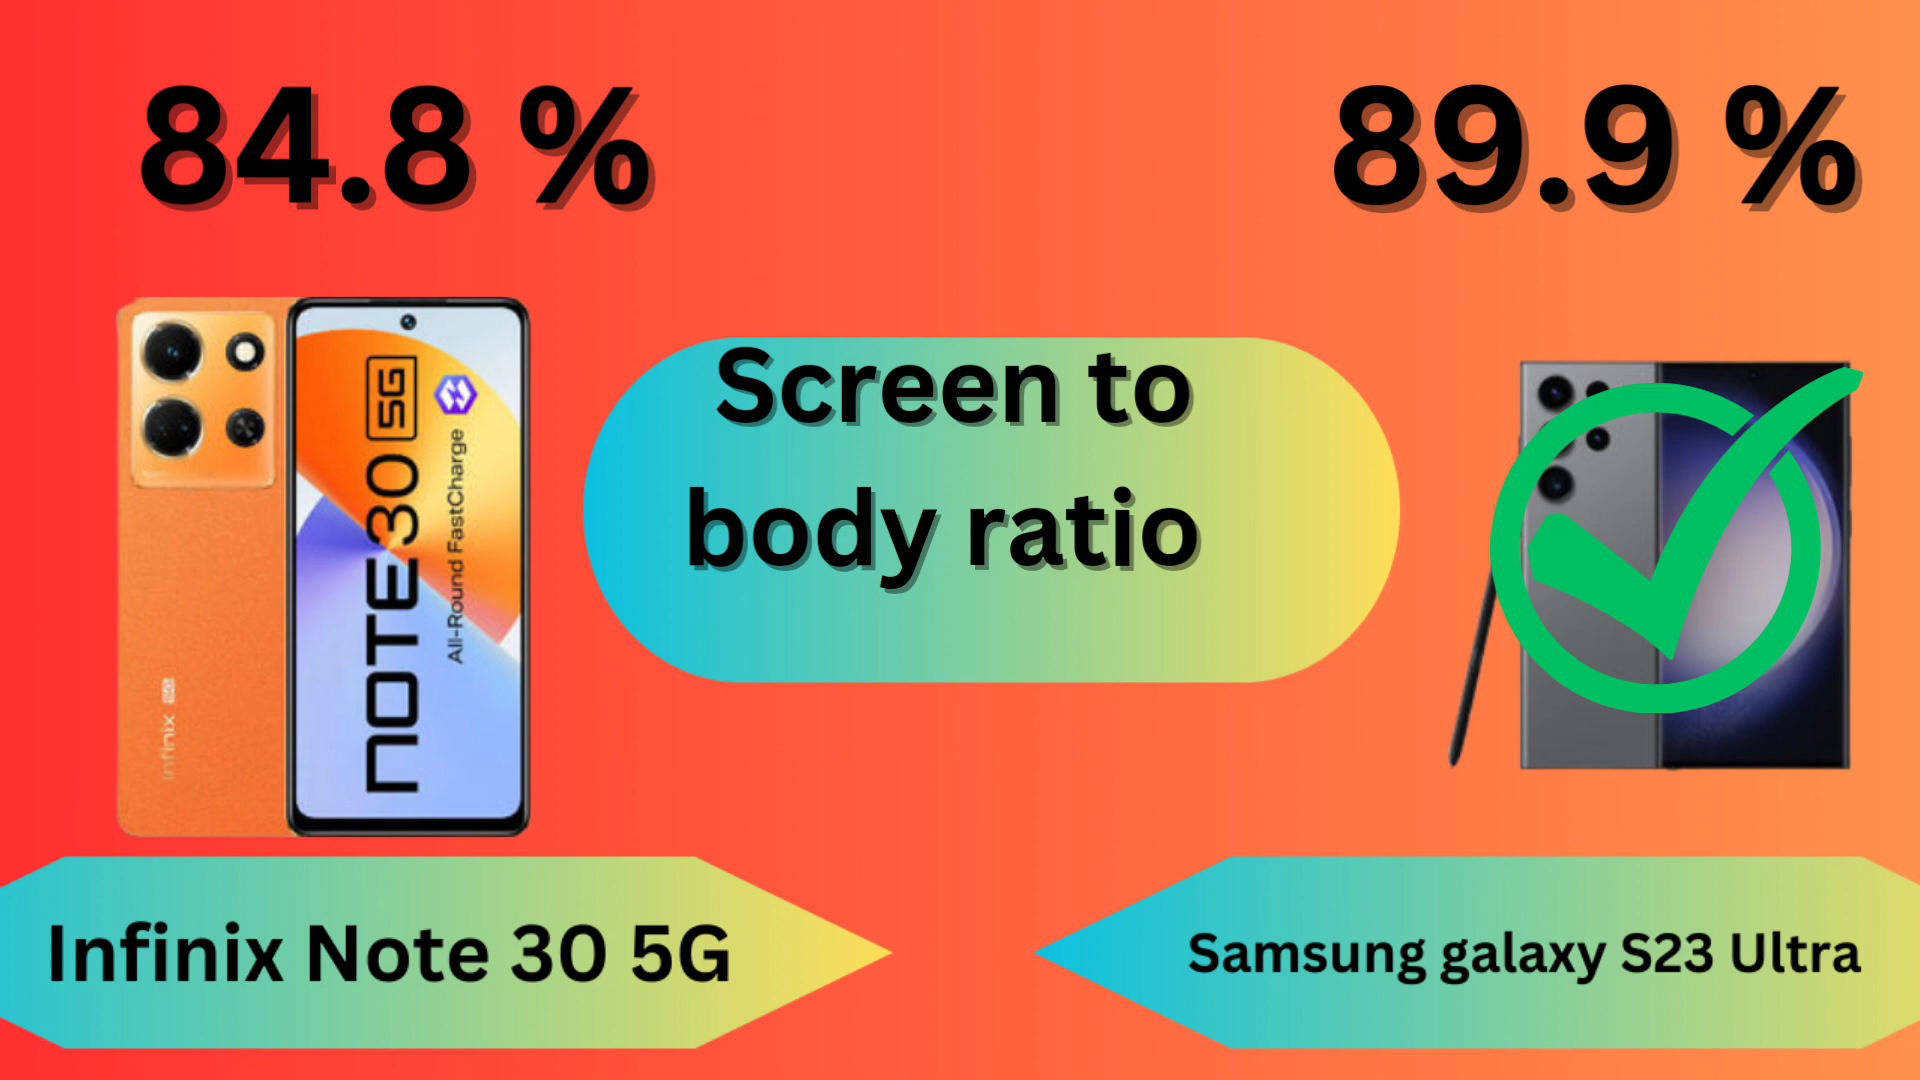 84.8 %
89.9 %
Screen to
body ratio
NOTE 30 5G
All-Round FastCharge
Infinix 5G
Infinix Note 30 5G
Samsung galaxy S23 Ultra